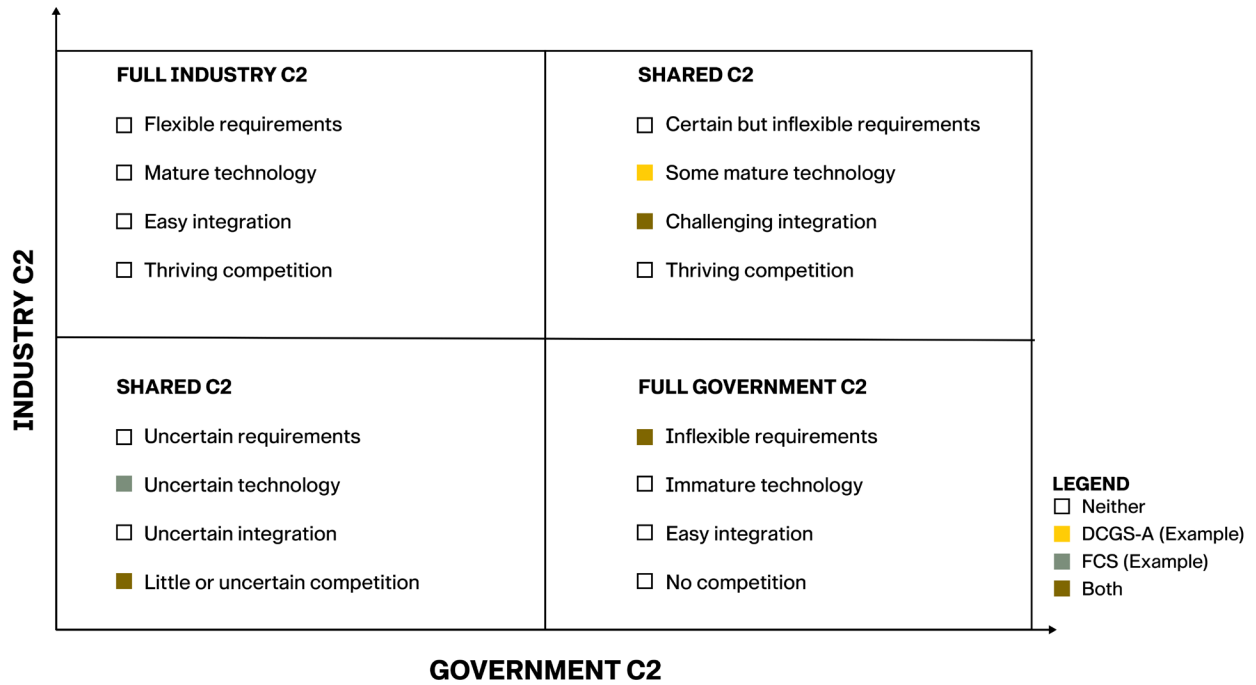 FULL INDUSTRY C2
Flexible requirements
Mature technology
Easy integration
Thriving competition
SHARED C2
Certain but inflexible requirements
Some mature technology
Challenging integration
Thriving competition
INDUSTRY C2
SHARED C2
Uncertain requirements
Uncertain technology
Uncertain integration
Little or uncertain competition
FULL GOVERNMENT C2
Inflexible requirements
Immature technology
Easy integration
No competition
LEGEND
Neither
DCGS-A (Example)
FCS (Example)
Both
GOVERNMENT C2